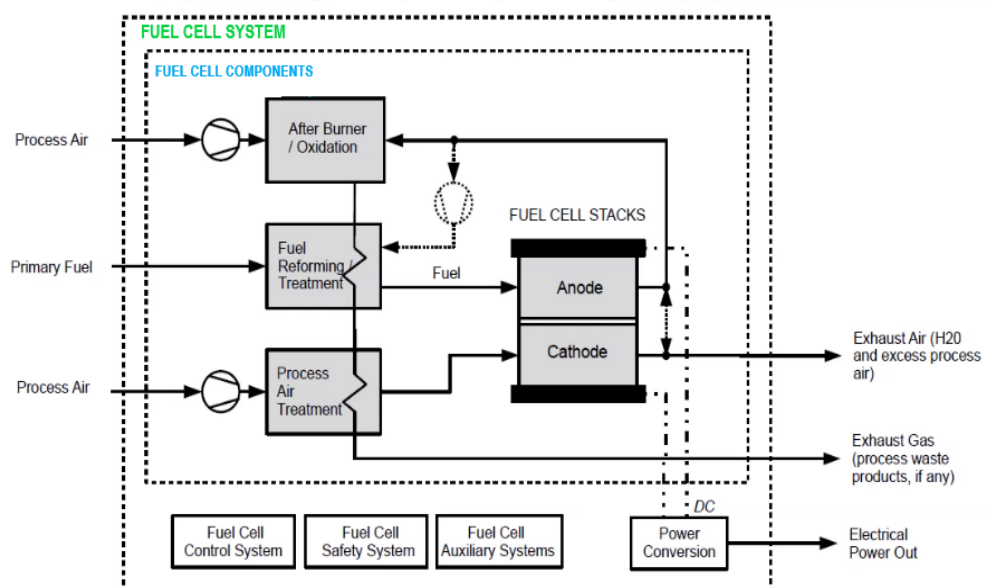 FUEL CELL SYSTEM
FUEL CELL COMPONENTS
Process Air
After Burner
/ Oxidation
FUEL CELL STACKS
Primary Fuel
Fuel
Reforming /
Treatment
Fuel
Anode
Cathode
Process Air
Process
Air
Treatment
Exhaust Air (H20
and excess process
air)
Exhaust Gas
(process waste
products, if any)
DC
Fuel Cell
Control System
Fuel Cell
Safety System
Fuel Cell
Auxiliary Systems
Power
Conversion
Electrical
Power Out